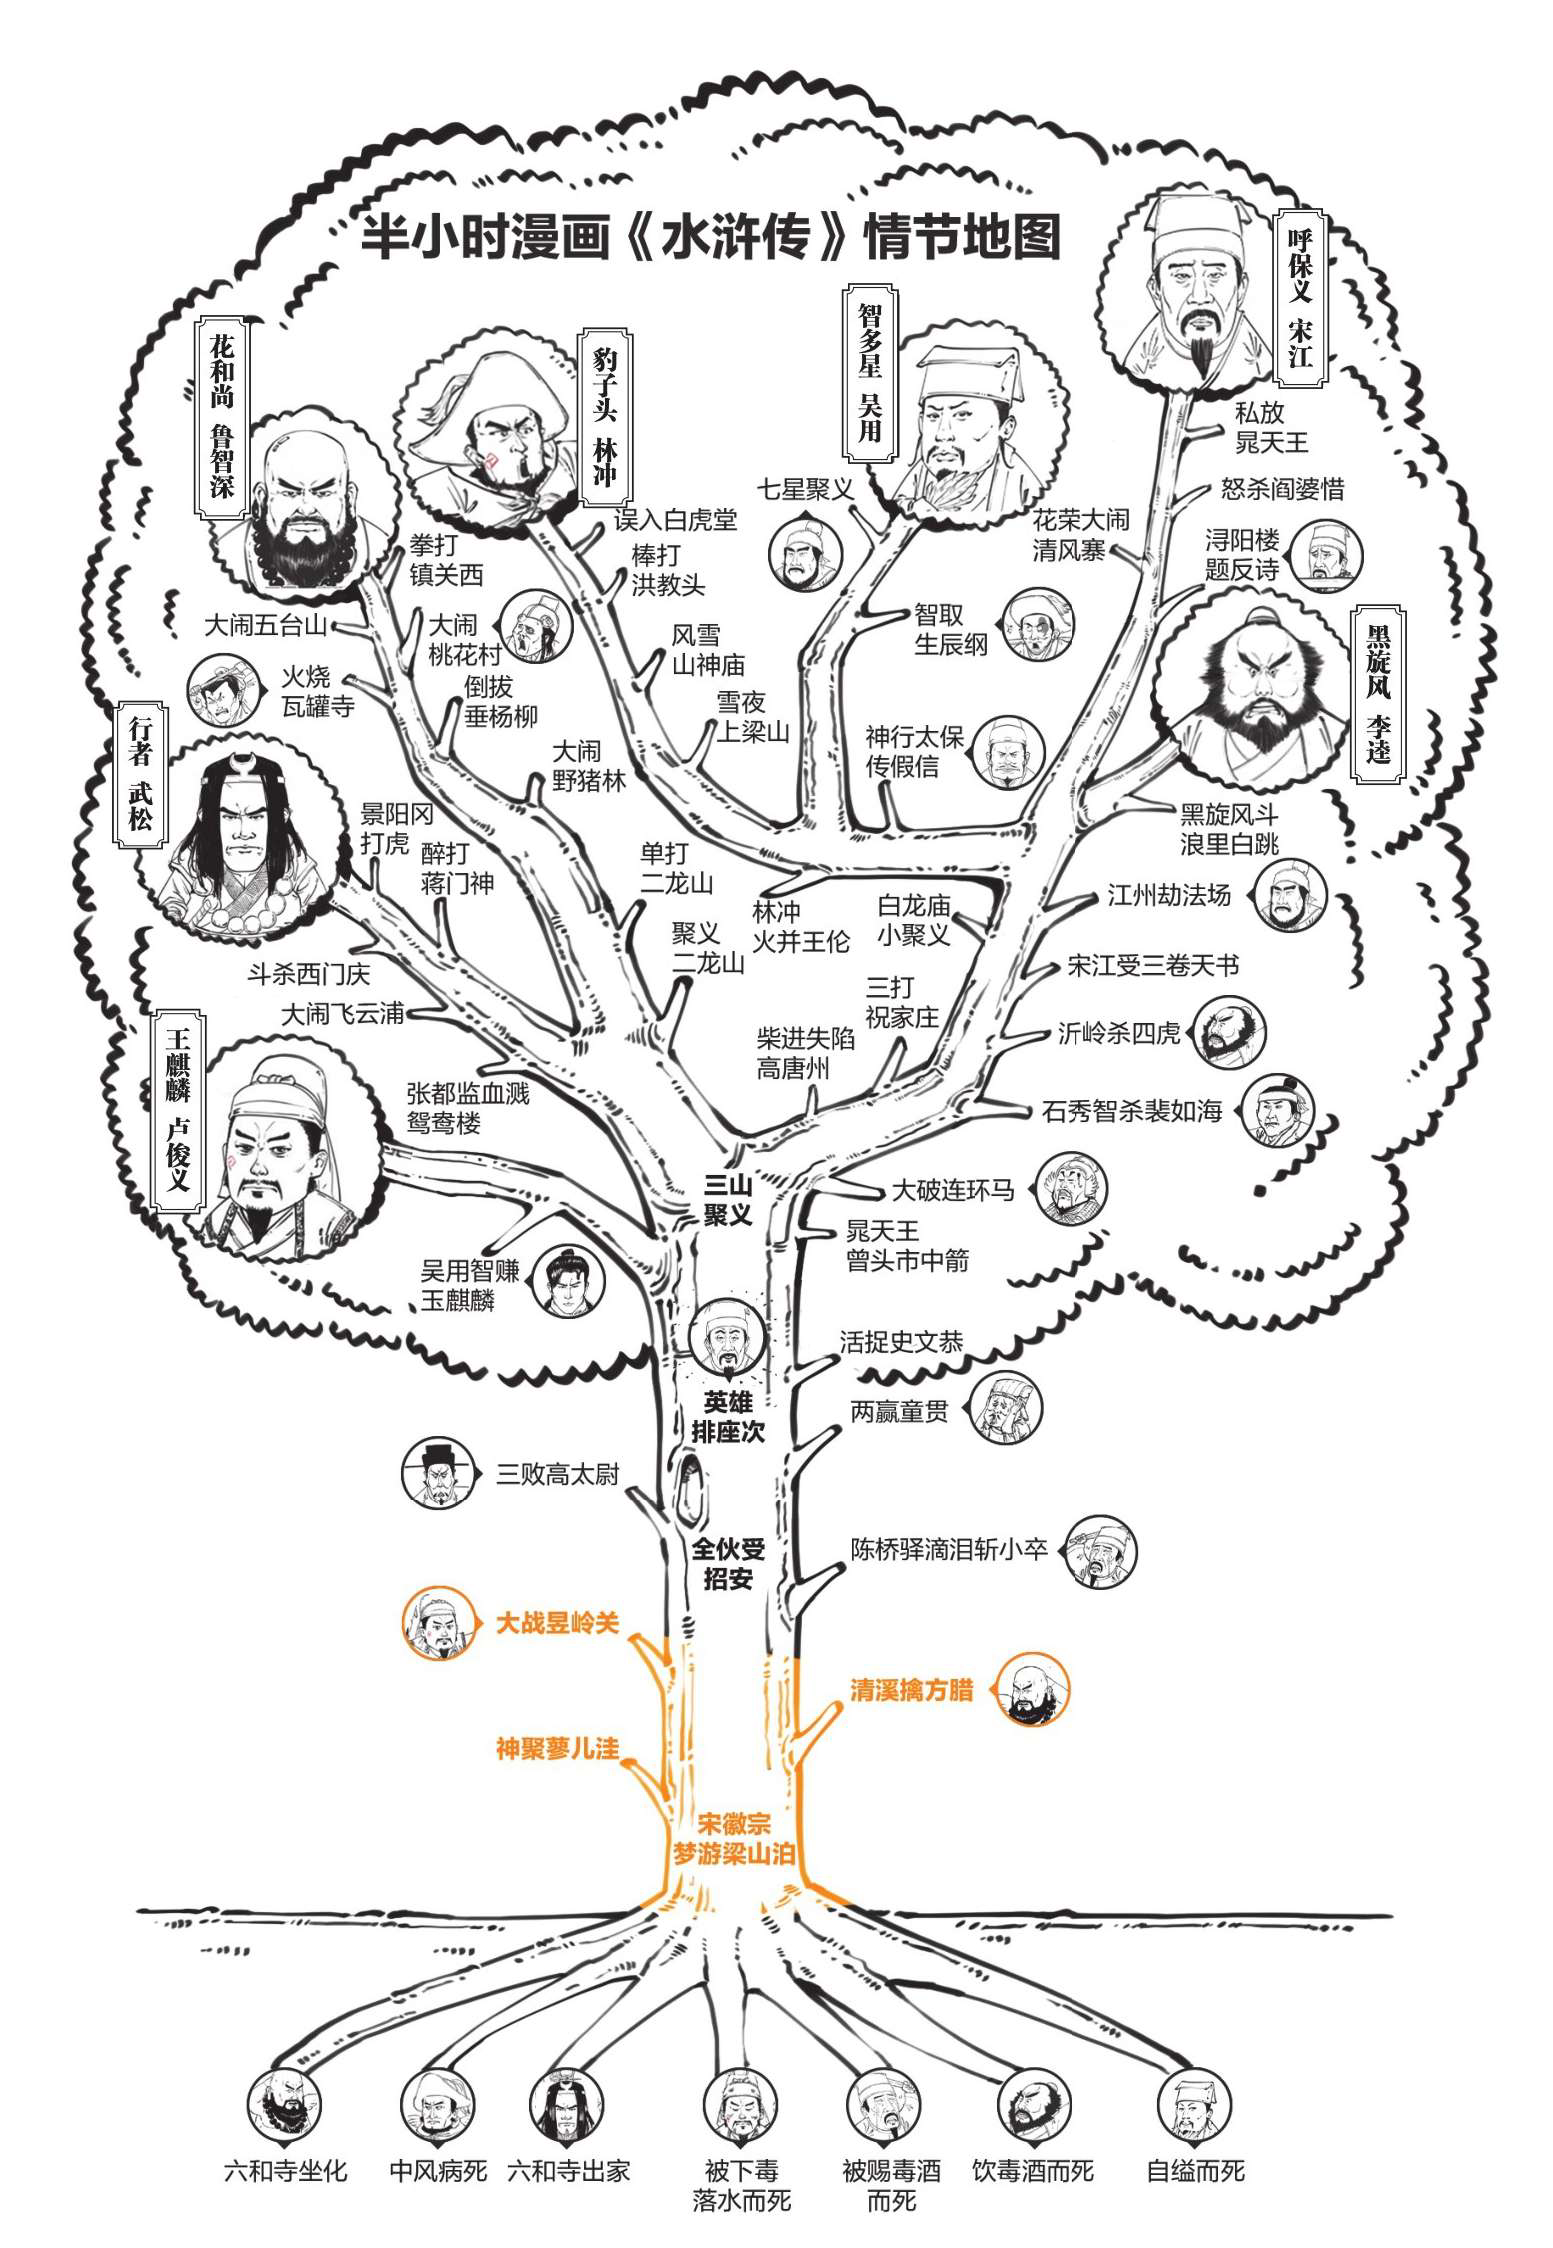 半小时漫画《水浒传》情节地图
呼保义 宋江
智多星 吴用
豹子头 林冲
花和尚 鲁智深
黑旋风 李逵
行者 武松
王麒麟 卢俊义
私放
晁天王
怒杀阎婆惜
浔阳楼
题反诗
花荣大闹
清风寨
七星聚义
智取
生辰纲
神行太保
传假信
误入白虎堂
棒打
洪教头
风雪
山神庙
雪夜
上梁山
林冲
火并王伦
拳打
镇关西
大闹五台山
大闹
桃花村
火烧
瓦罐寺
倒拔
垂杨柳
大闹
野猪林
单打
二龙山
聚义
二龙山
景阳冈
打虎
醉打
蒋门神
斗杀西门庆
大闹飞云浦
张都监血溅
鸳鸯楼
吴用智赚
玉麒麟
黑旋风斗
浪里白跳
江州劫法场
白龙庙
小聚义
宋江受三卷天书
三打
祝家庄
沂岭杀四虎
柴进失陷
高唐州
石秀智杀裴如海
三山
聚义
大破连环马
晁天王
曾头市中箭
活捉史文恭
英雄
排座次
两赢童贯
三败高太尉
全伙受
招安
陈桥驿滴泪斩小卒
大战昱岭关
清溪擒方腊
神聚蓼儿洼
宋徽宗
梦游梁山泊
六和寺坐化
中风病死
六和寺出家
被下毒
落水而死
被赐毒酒
而死
饮毒酒而死
自缢而死